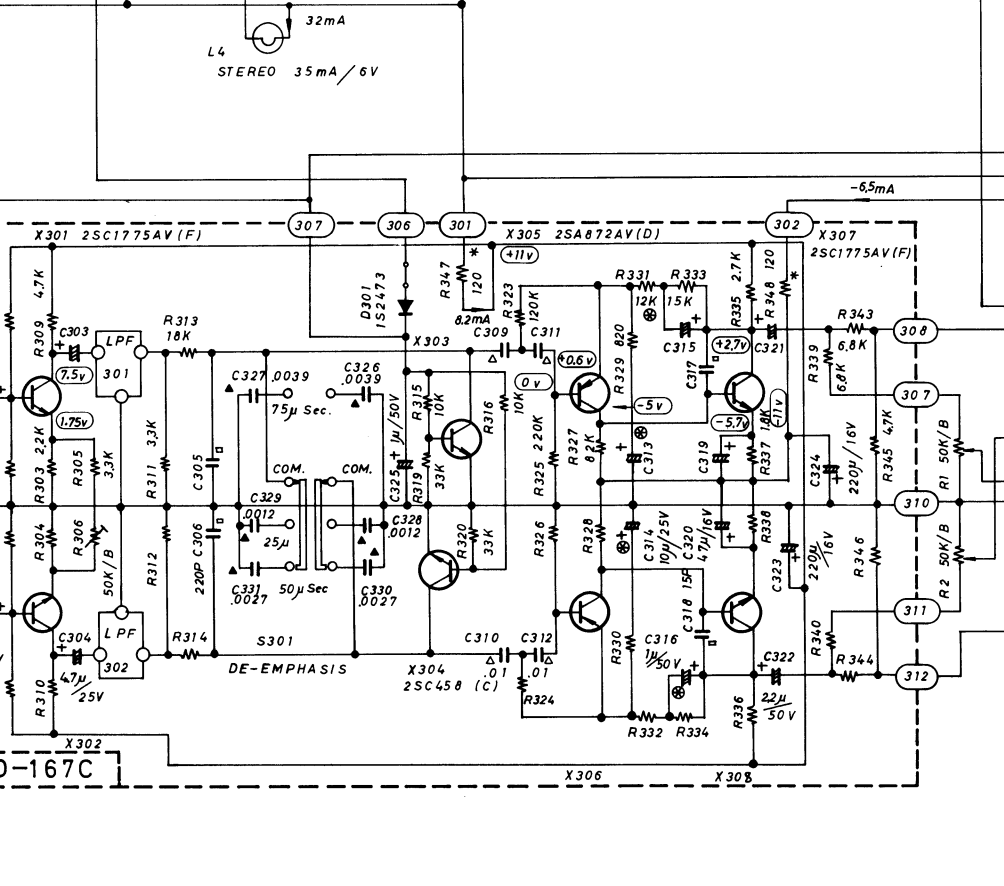 32mA
L4
STEREO 35mA/6V
-6,5mA
307
306
301
302
X301 2SC1775AV(F)
X305 2SA872AV(D)
X307
2SC1775AV(F)
+11v
4.7K
R309
C303
LPF
301
R313
18K
D301
1S2473
R347
120
*
8.2mA
R323
120K
R331
12K
R333
15K
2.7K
R335
R348 120
*
R343
6,8K
308
X303
C309
C311
+0.6v
0v
820
R329
C315
C317
+2,7v
C321
R339
6,8K
307
7.5v
1.75v
C327 .0039
C326
.0039
75μ Sec.
R315
10K
R316
10K
-5v
-5,7v
-11v
1,8K
2,2K
R303
R305
3,3K
R311
3,3K
C305
COM.
COM.
1μ/50V
C325
R319
33K
R325 220K
R327
82K
C313
C319
R337
C324
220μ/16V
R345 4.7K
R1 50K/B
310
R304
R306
50K/B
R312
220P C306
C329
.0012
25μ
C328
.0012
C331
.0027
50μSec
C330
.0027
R320
33K
R326
R328
C314
10μ/25V
C320
47μ/16V
R338
C323
220μ/16V
R346
R2 50K/B
311
15P
C318
C304
4.7μ/25V
LPF
302
R314
S301
DE-EMPHASIS
X304
2SC458 (C)
C310
.01
C312
.01
R324
R330
C316
1μ/50V
C322
22μ/50V
R340
R344
312
R310
R332
R334
R336
X302
X306
X308
D-167C